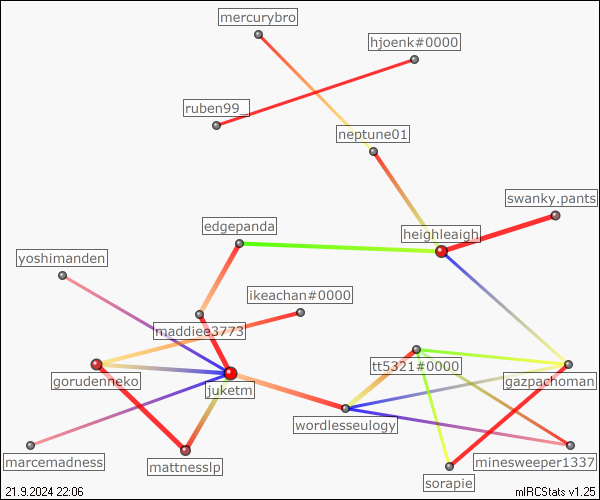 mercurybro
hjoenk#0000
ruben99_
neptune01
swanky.pants
edgepanda
heighleaigh
yoshimanden
ikeachan#0000
maddiee3773
tt5321#0000
gorudenneko
gazpachoman
juketm
wordlesseulogy
marcemadness
mattnesslp
minesweeper1337
sorapie
21.9.2024 22:06
mIRCStats v1.25